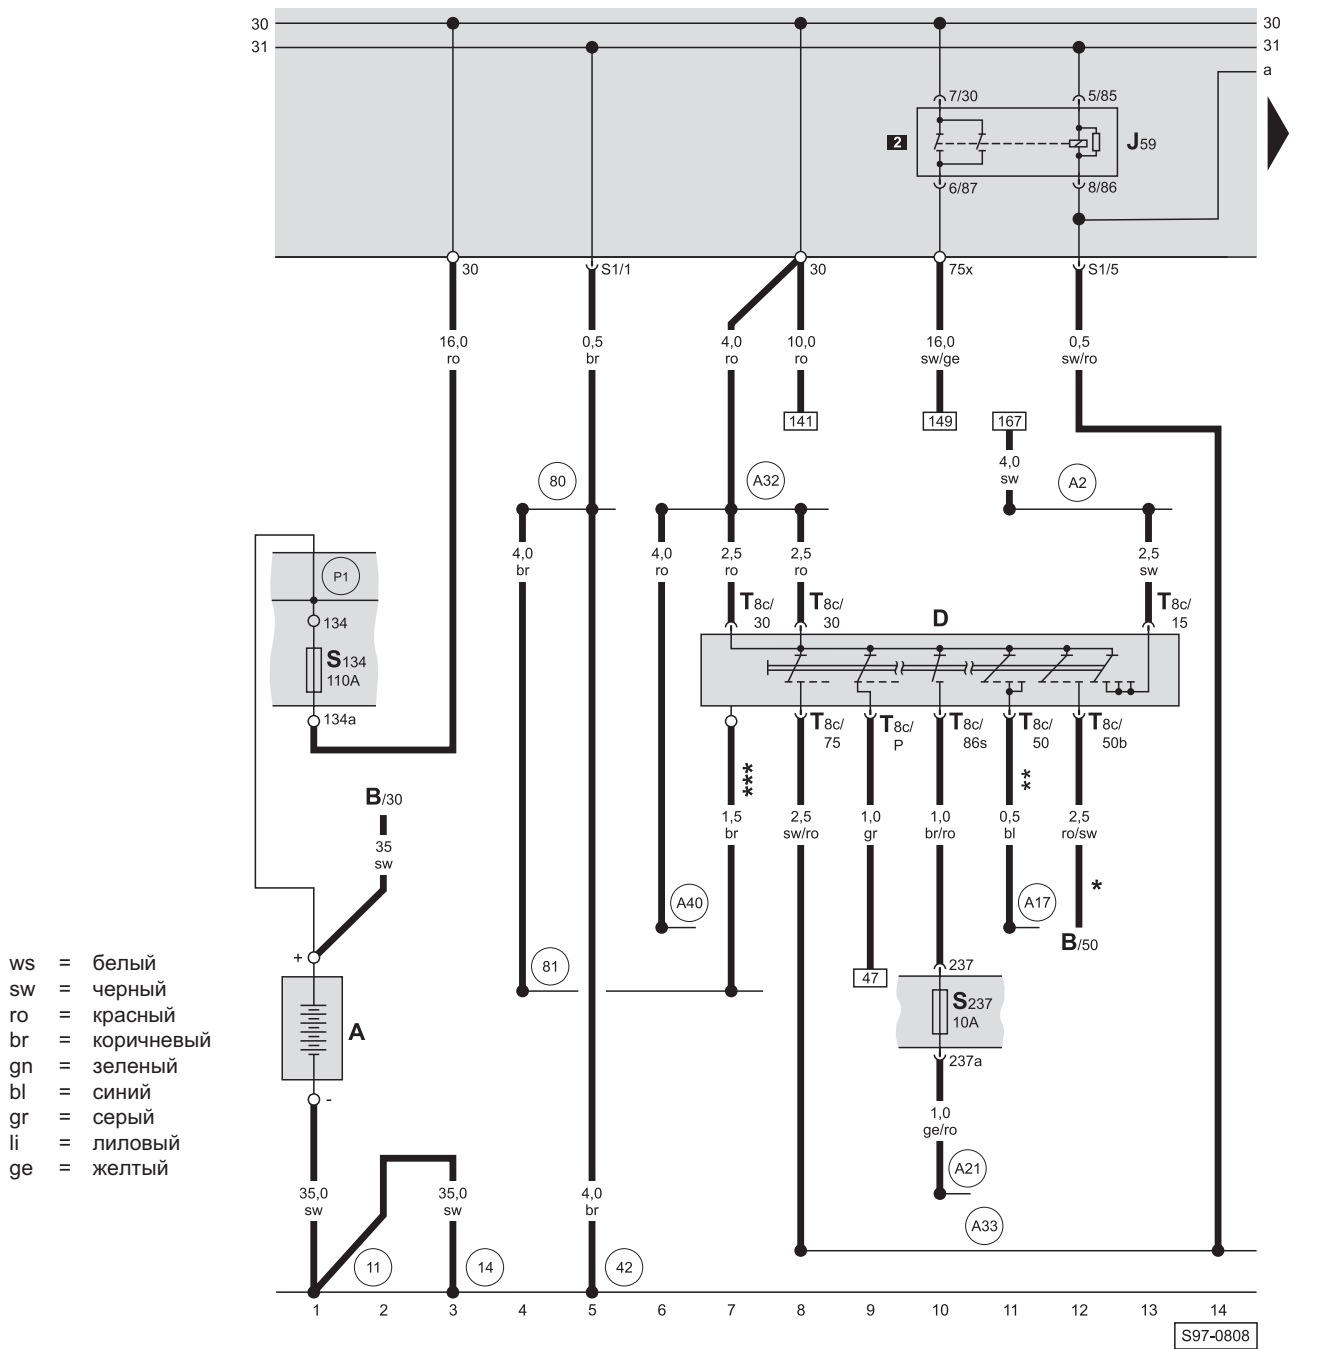 30 30
31 31
a
7/30 5/85
2 J59
6/87 8/86
30 S1/1 30 75x S1/5
16,0 0,5 4,0 10,0 16,0 0,5
ro br ro ro sw/ge sw/ro
141 149 167
4,0
sw
80 A32 A2
4,0 4,0 2,5 2,5 2,5
br ro ro ro sw
P1
T8c/ T8c/ T8c/
30 30 15
D
134
S134
110A
134a
T8c/ T8c/ T8c/ T8c/ T8c/
75 P 86s 50 50b
*** **
B/30
35
sw
1,5 2,5 1,0 1,0 0,5 2,5
br sw/ro gr br/ro bl ro/sw
*
A40 A17
B/50
+
81 47 237
S237
10A
A
237a
-
1,0
ge/ro
ws = белый
sw = черный
ro = красный
br = коричневый
gn = зеленый
bl = синий
gr = серый
li = лиловый
ge = желтый
A21
35,0 35,0 4,0
sw sw br
A33
11 14 42
1 2 3 4 5 6 7 8 9 10 11 12 13 14
S97-0808